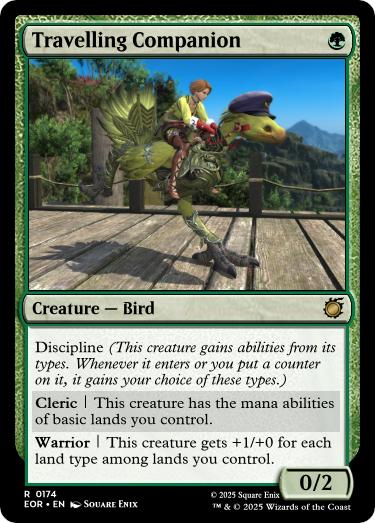 Travelling Companion
Creature — Bird
Discipline (This creature gains abilities from its
types. Whenever it enters or you put a counter
on it, it gains your choice of these types.)
Cleric | This creature has the mana abilities
of basic lands you control.
Warrior | This creature gets +1/+0 for each
land type among lands you control.
0/2
R 0174
EOR • EN Square Enix
© 2025 Square Enix
™ & © 2025 Wizards of the Coast